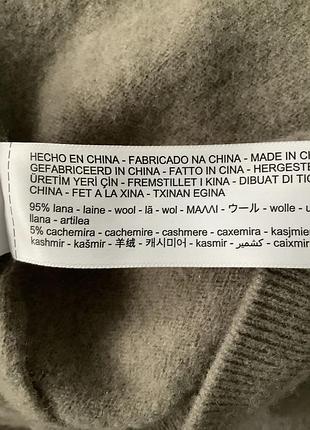 HECHO EN CHINA - FABRICADO NA CHINA - MADE IN CH
GEFABRICEERD IN CHINA - FATTO IN CINA - HERGESTE
ÜRETİM YERİ ÇİN - FREMSTILLET I KINA - DIBUAT DI TIO
CHINA - FET A LA XINA - TXINAN EGINA
95% lana - laine - wool - lã - wol - ΜΑΛΛΙ - ウール - wolle - u
llana - artilea
5% cachemira - cachemire - cashmere - caxemira - kasjmie
kashmir - kašmír - 羊绒 - 캐시미어 - kasmir - كشمير - caixmir